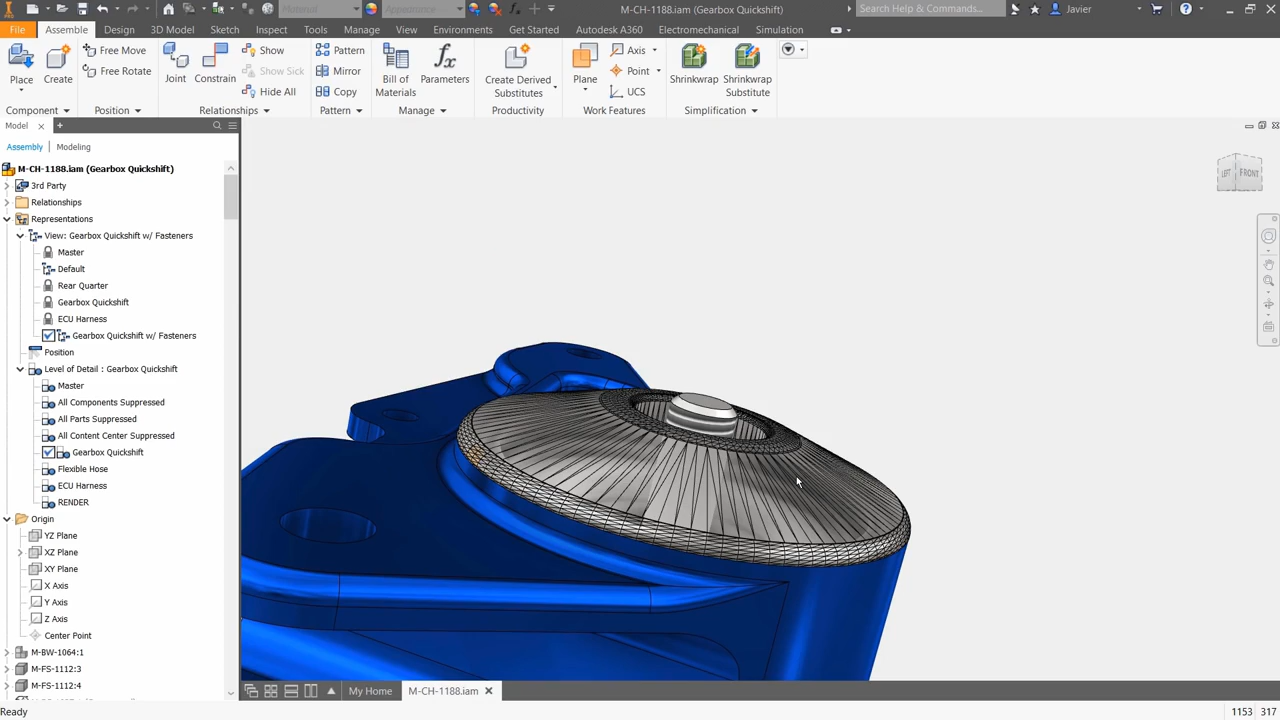 Material
Appearance
M-CH-1188.iam (Gearbox Quickshift)
Search Help & Commands...
Javier
File
Assemble
Design
3D Model
Sketch
Inspect
Tools
Manage
View
Environments
Get Started
Autodesk A360
Electromechanical
Simulation
Place
Create
Component
Free Move
Free Rotate
Position
Joint
Constrain
Show
Show Sick
Hide All
Relationships
Pattern
Mirror
Copy
Pattern
Bill of
Materials
Parameters
Manage
Create Derived
Substitutes
Productivity
Plane
Axis
Point
UCS
Work Features
Shrinkwrap
Shrinkwrap
Substitute
Simplification
Model
Assembly
Modeling
M-CH-1188.iam (Gearbox Quickshift)
3rd Party
Relationships
Representations
View: Gearbox Quickshift w/ Fasteners
Master
Default
Rear Quarter
Gearbox Quickshift
ECU Harness
Gearbox Quickshift w/ Fasteners
Position
Level of Detail : Gearbox Quickshift
Master
All Components Suppressed
All Parts Suppressed
All Content Center Suppressed
Gearbox Quickshift
Flexible Hose
ECU Harness
RENDER
Origin
YZ Plane
XZ Plane
XY Plane
X Axis
Y Axis
Z Axis
Center Point
M-BW-1064:1
M-FS-1112:3
M-FS-1112:4
LEFT
FRONT
My Home
M-CH-1188.iam
Ready
1153
317